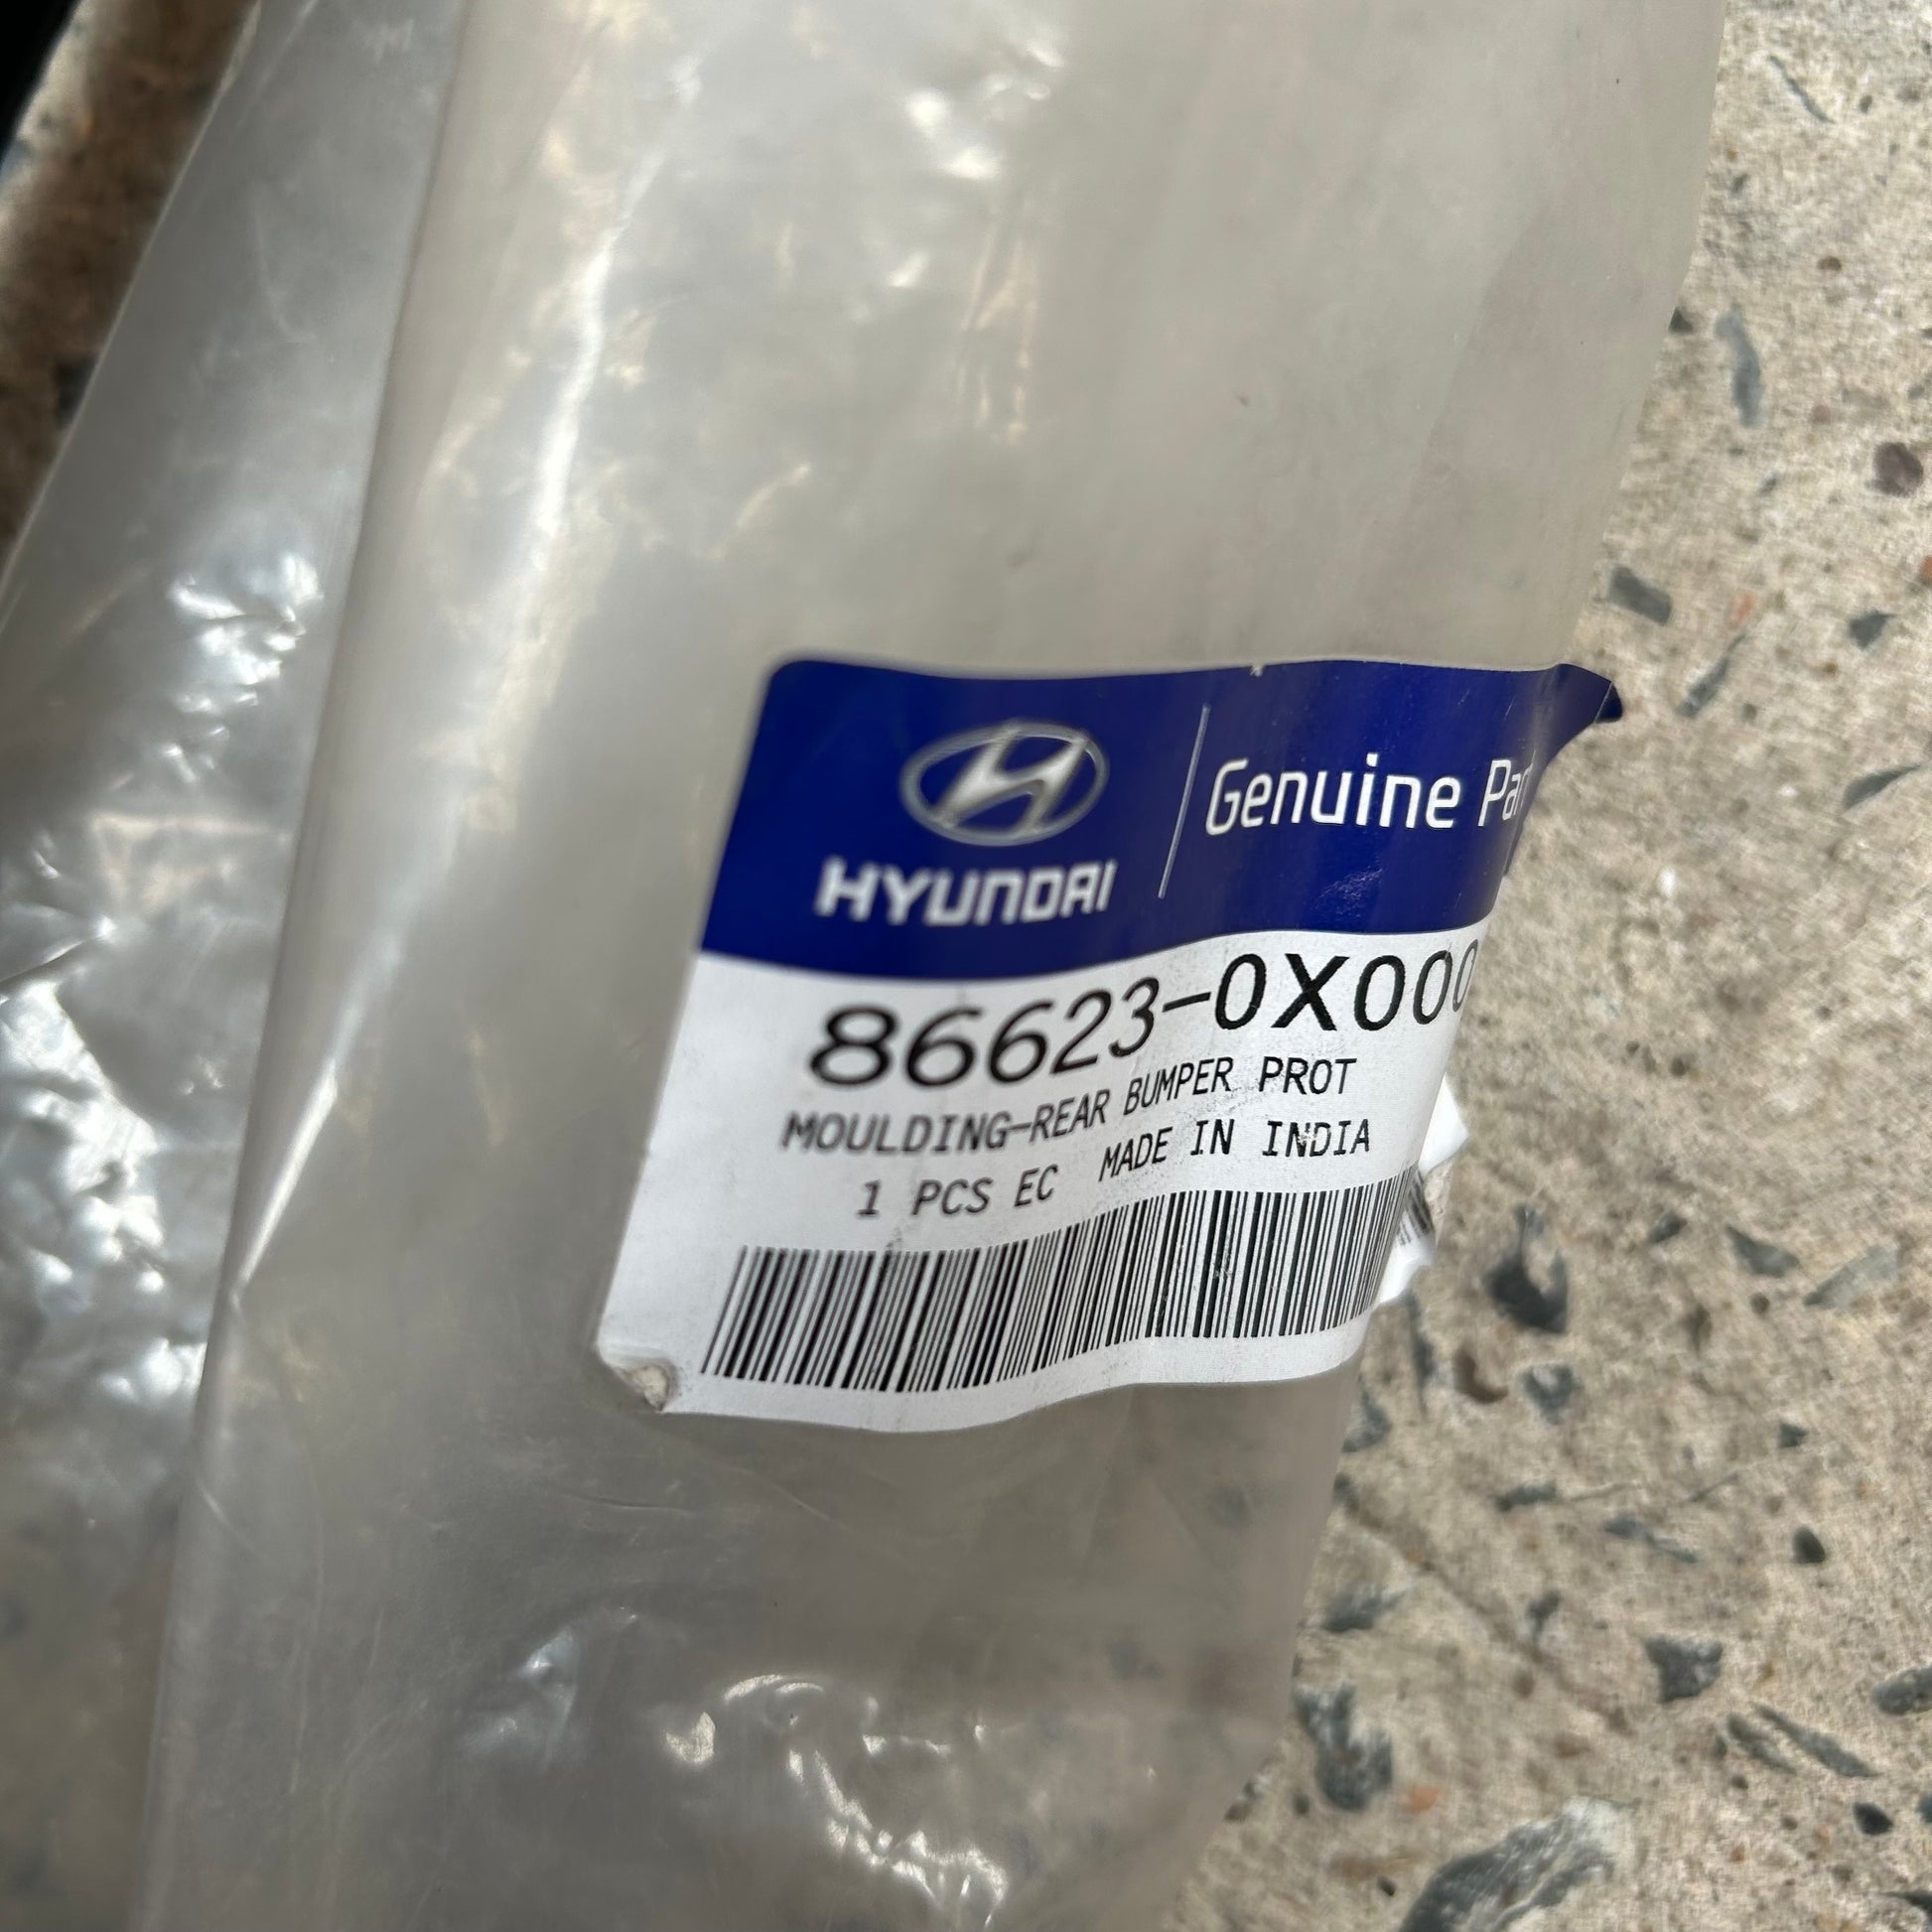 HYUNDAI
Genuine Par
86623-0X000
MOULDING-REAR BUMPER PROT
1 PCS EC MADE IN INDIA